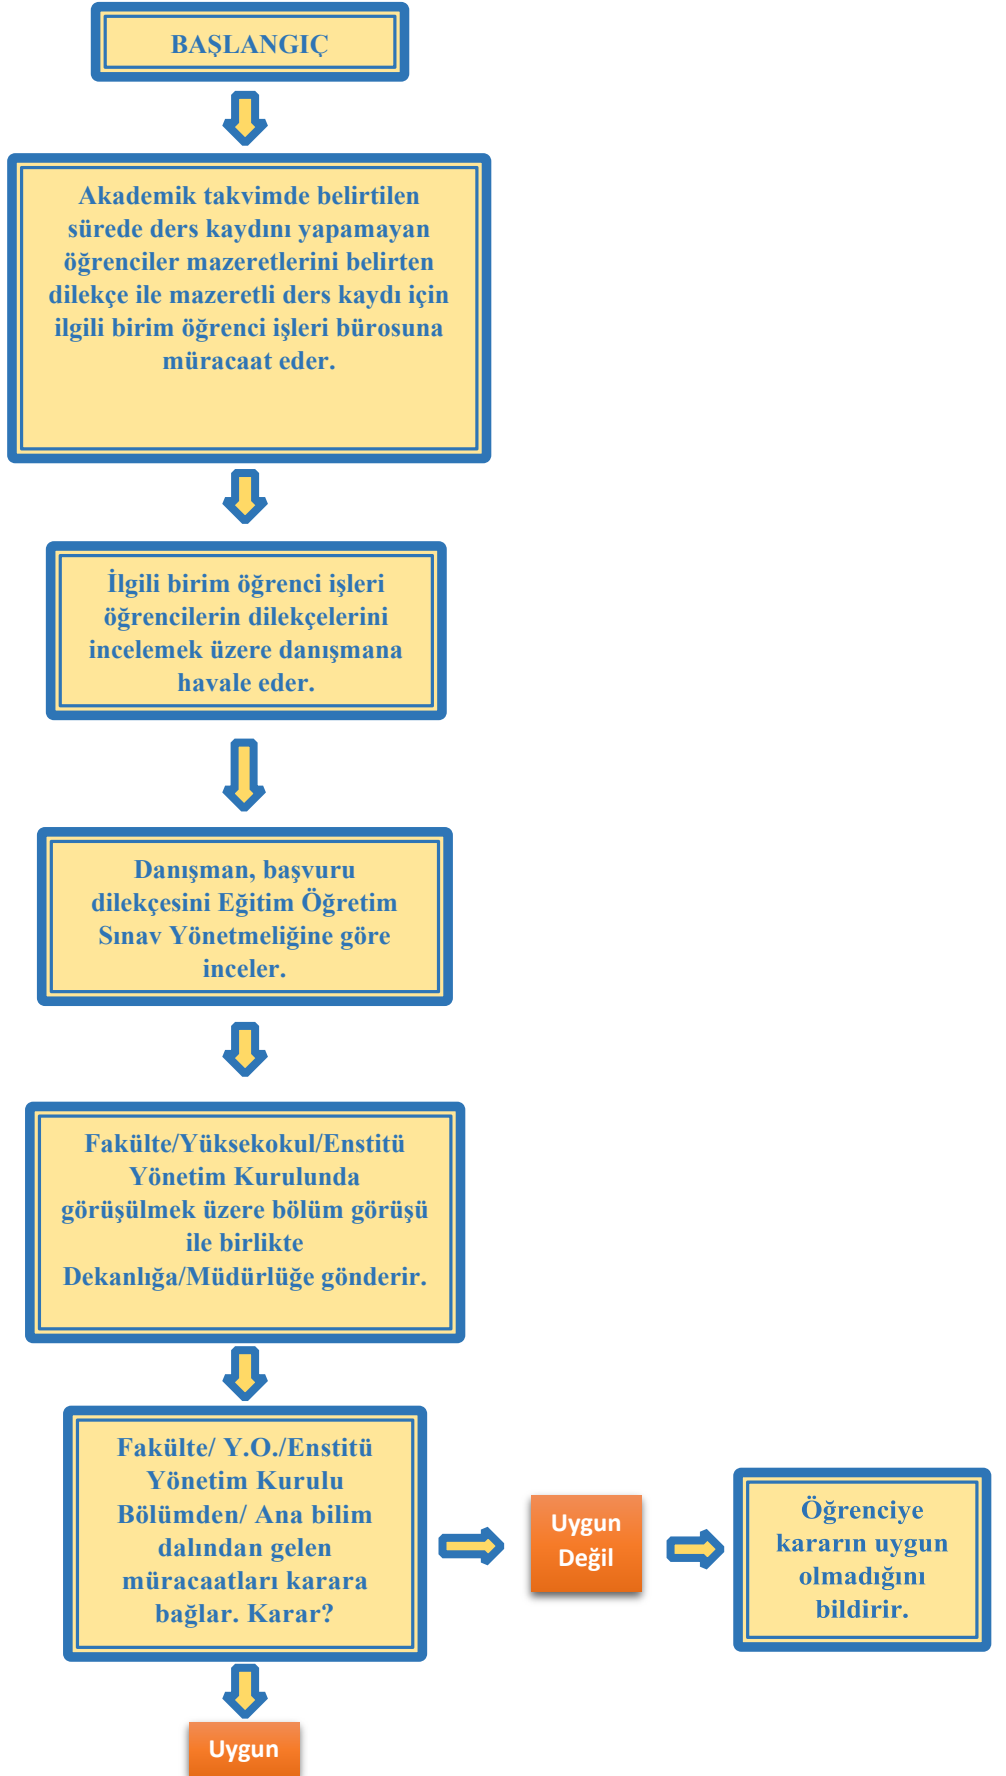 BAŞLANGIÇ
Akademik takvimde belirtilen
sürede ders kaydını yapamayan
öğrenciler mazeretlerini belirten
dilekçe ile mazeretli ders kaydı için
ilgili birim öğrenci işleri bürosuna
müracaat eder.
İlgili birim öğrenci işleri
öğrencilerin dilekçelerini
incelemek üzere danışmana
havale eder.
Danışman, başvuru
dilekçesini Eğitim Öğretim
Sınav Yönetmeliğine göre
inceler.
Fakülte/Yüksekokul/Enstitü
Yönetim Kurulunda
görüşülmek üzere bölüm görüşü
ile birlikte
Dekanlığa/Müdürlüğe gönderir.
Fakülte/ Y.O./Enstitü
Yönetim Kurulu
Bölümden/ Ana bilim
dalından gelen
müracaatları karara
bağlar. Karar?
Uygun
Değil
Öğrenciye
kararın uygun
olmadığını
bildirir.
Uygun